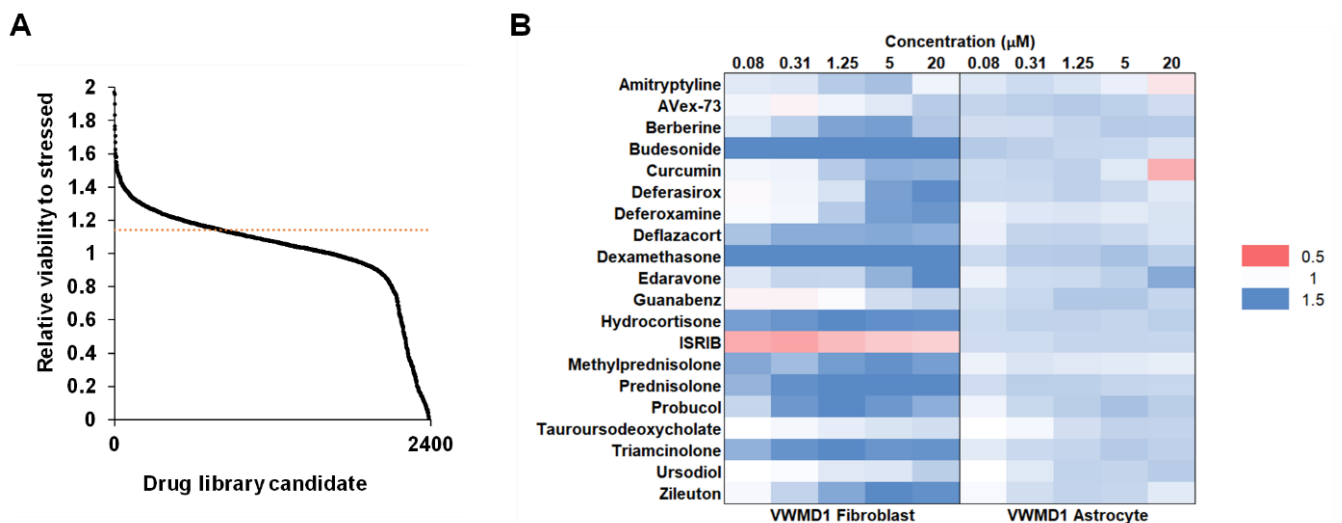 A
Relative viability to stressed
2
1.8
1.6
1.4
1.2
1
0.8
0.6
0.4
0.2
0
0 2400
Drug library candidate
B
Concentration (µM)
0.08 0.31 1.25 5 20 0.08 0.31 1.25 5 20
Amitryptyline
AVex-73
Berberine
Budesonide
Curcumin
Deferasirox
Deferoxamine
Deflazacort
Dexamethasone
Edaravone
Guanabenz
Hydrocortisone
ISRIB
Methylprednisolone
Prednisolone
Probucol
Tauroursodeoxycholate
Triamcinolone
Ursodiol
Zileuton
VWMD1 Fibroblast VWMD1 Astrocyte
0.5
1
1.5